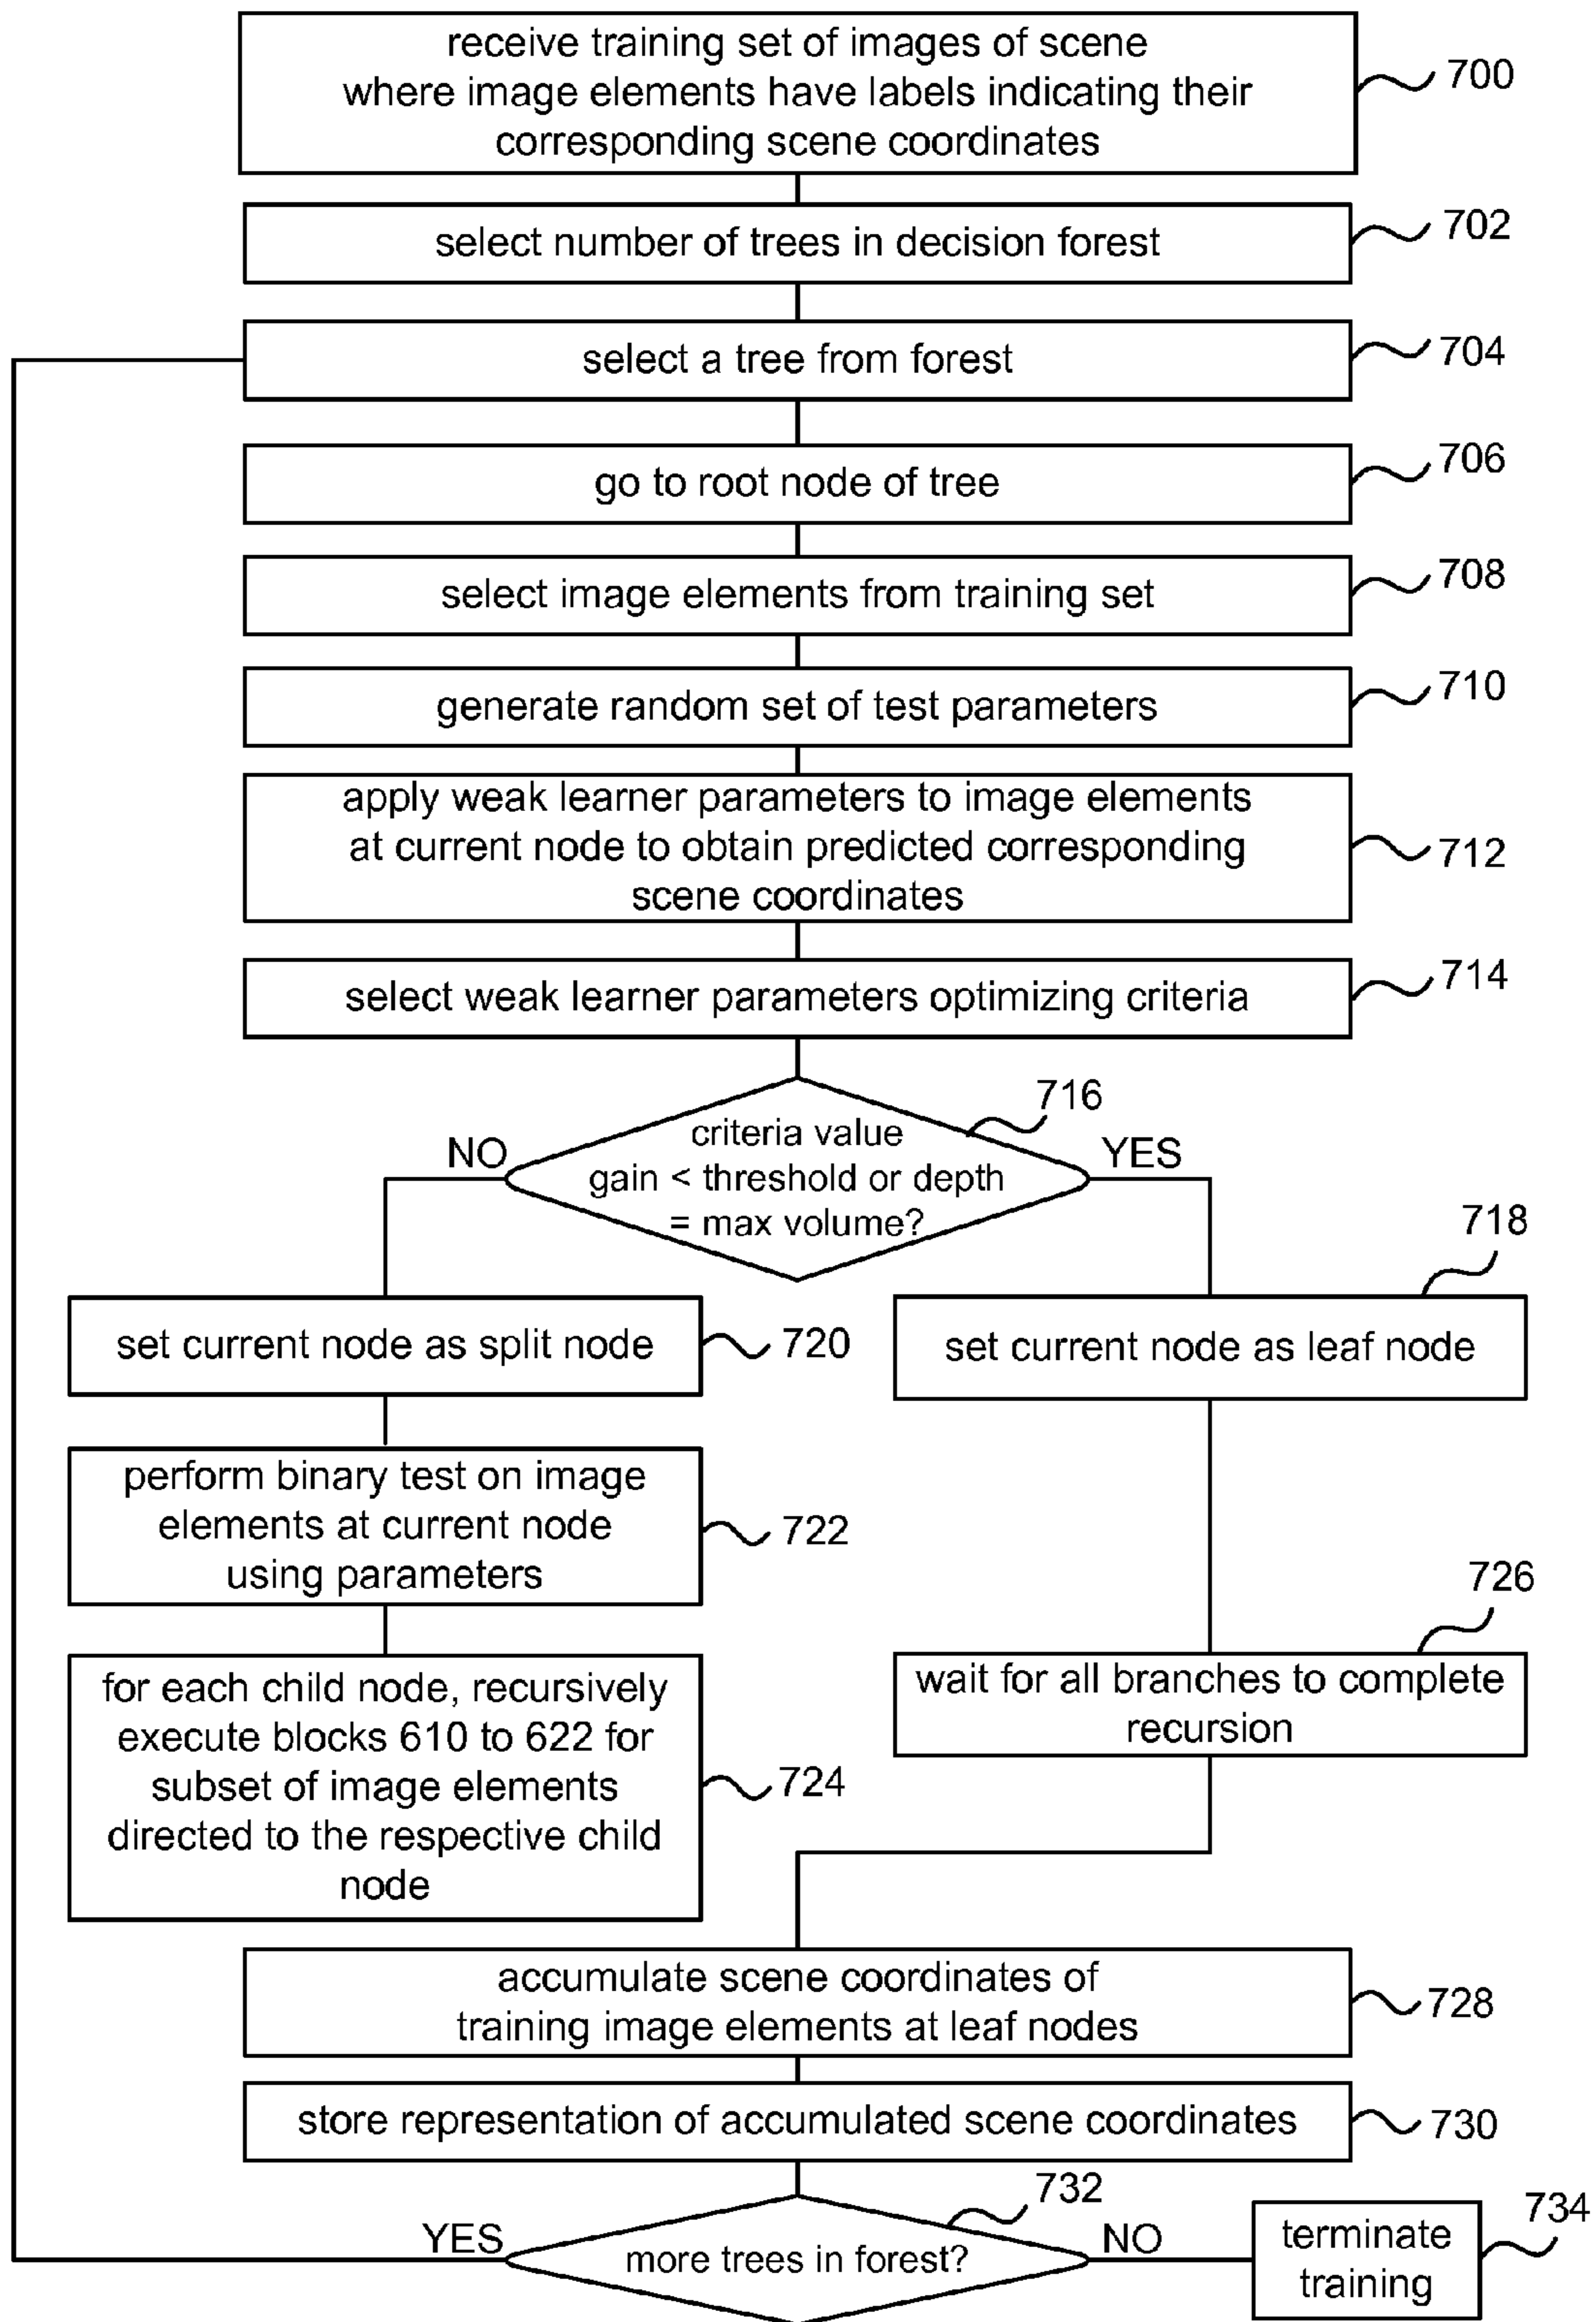 receive training set of images of scene
where image elements have labels indicating their
corresponding scene coordinates
700
select number of trees in decision forest
702
select a tree from forest
704
go to root node of tree
706
select image elements from training set
708
generate random set of test parameters
710
apply weak learner parameters to image elements
at current node to obtain predicted corresponding
scene coordinates
712
select weak learner parameters optimizing criteria
714
716
criteria value
gain < threshold or depth
= max volume?
NO
YES
718
set current node as split node
720
set current node as leaf node
perform binary test on image
elements at current node
using parameters
722
726
for each child node, recursively
execute blocks 610 to 622 for
subset of image elements
directed to the respective child
node
724
wait for all branches to complete
recursion
accumulate scene coordinates of
training image elements at leaf nodes
728
store representation of accumulated scene coordinates
730
732
YES
more trees in forest?
NO
terminate
training
734